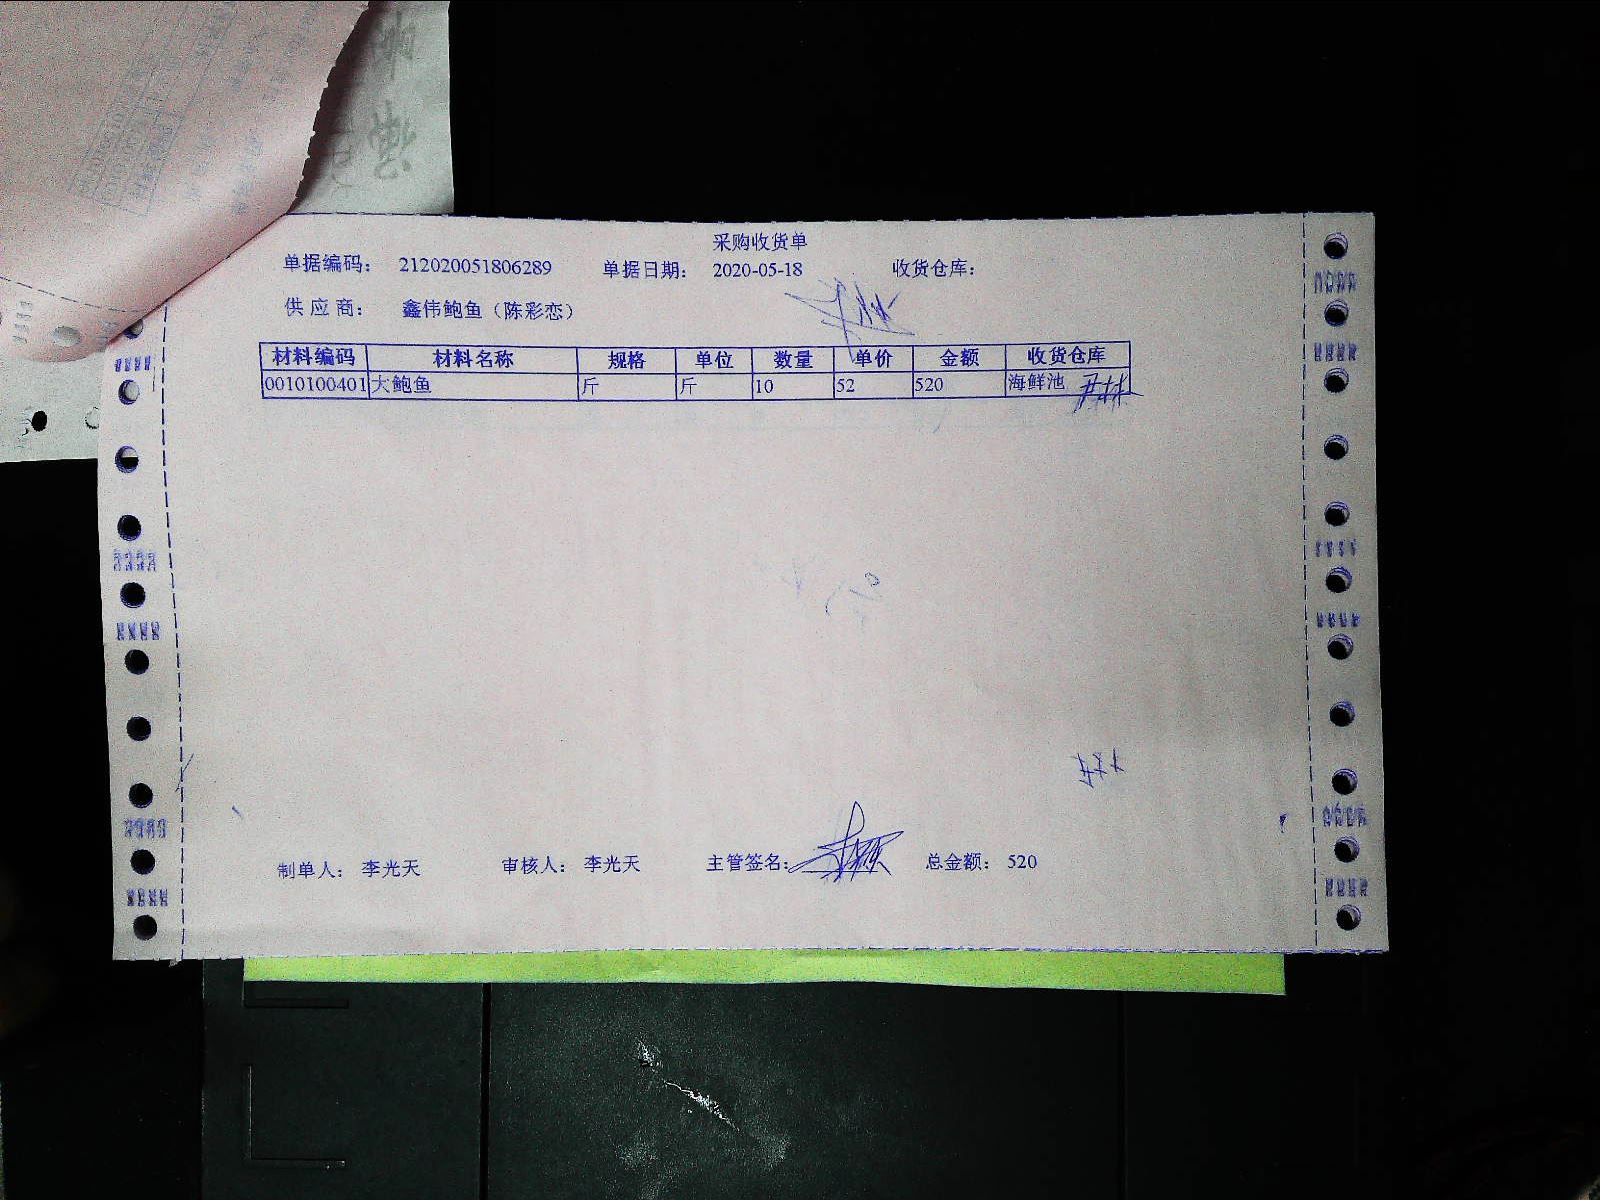 采购收货单
单据编码： 212020051806289 单据日期： 2020-05-18 收货仓库：
供 应 商： 鑫伟鲍鱼（陈彩恋）
材料编码 材料名称 规格 单位 数量 单价 金额 收货仓库
0010100401 大鲍鱼 斤 斤 10 52 520 海鲜池
制单人： 李光天 审核人： 李光天 主管签名： 总金额： 520